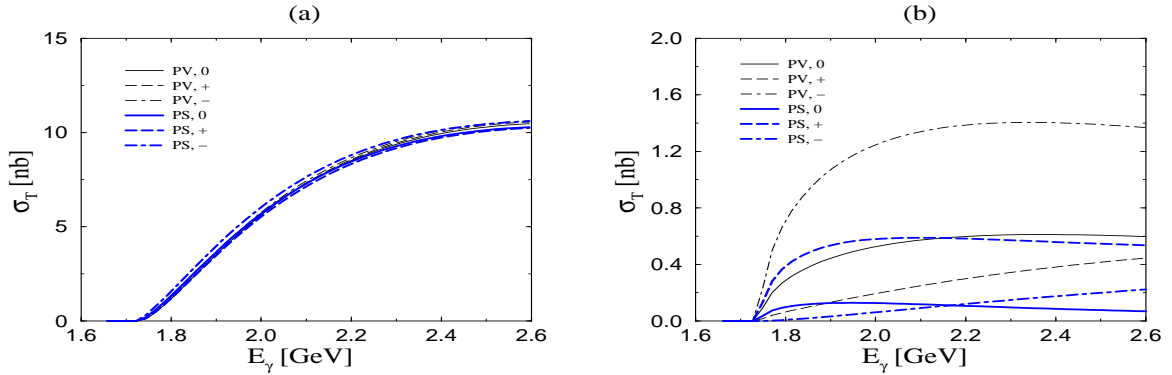 (a)
15
10
5
0
σT [nb]
PV, 0
PV, +
PV, −
PS, 0
PS, +
PS, −
1.6 1.8 2.0 2.2 2.4 2.6
Eγ [GeV]
(b)
2.0
1.6
1.2
0.8
0.4
0.0
σT [nb]
PV, 0
PV, +
PV, −
PS, 0
PS, +
PS, −
1.6 1.8 2.0 2.2 2.4 2.6
Eγ [GeV]